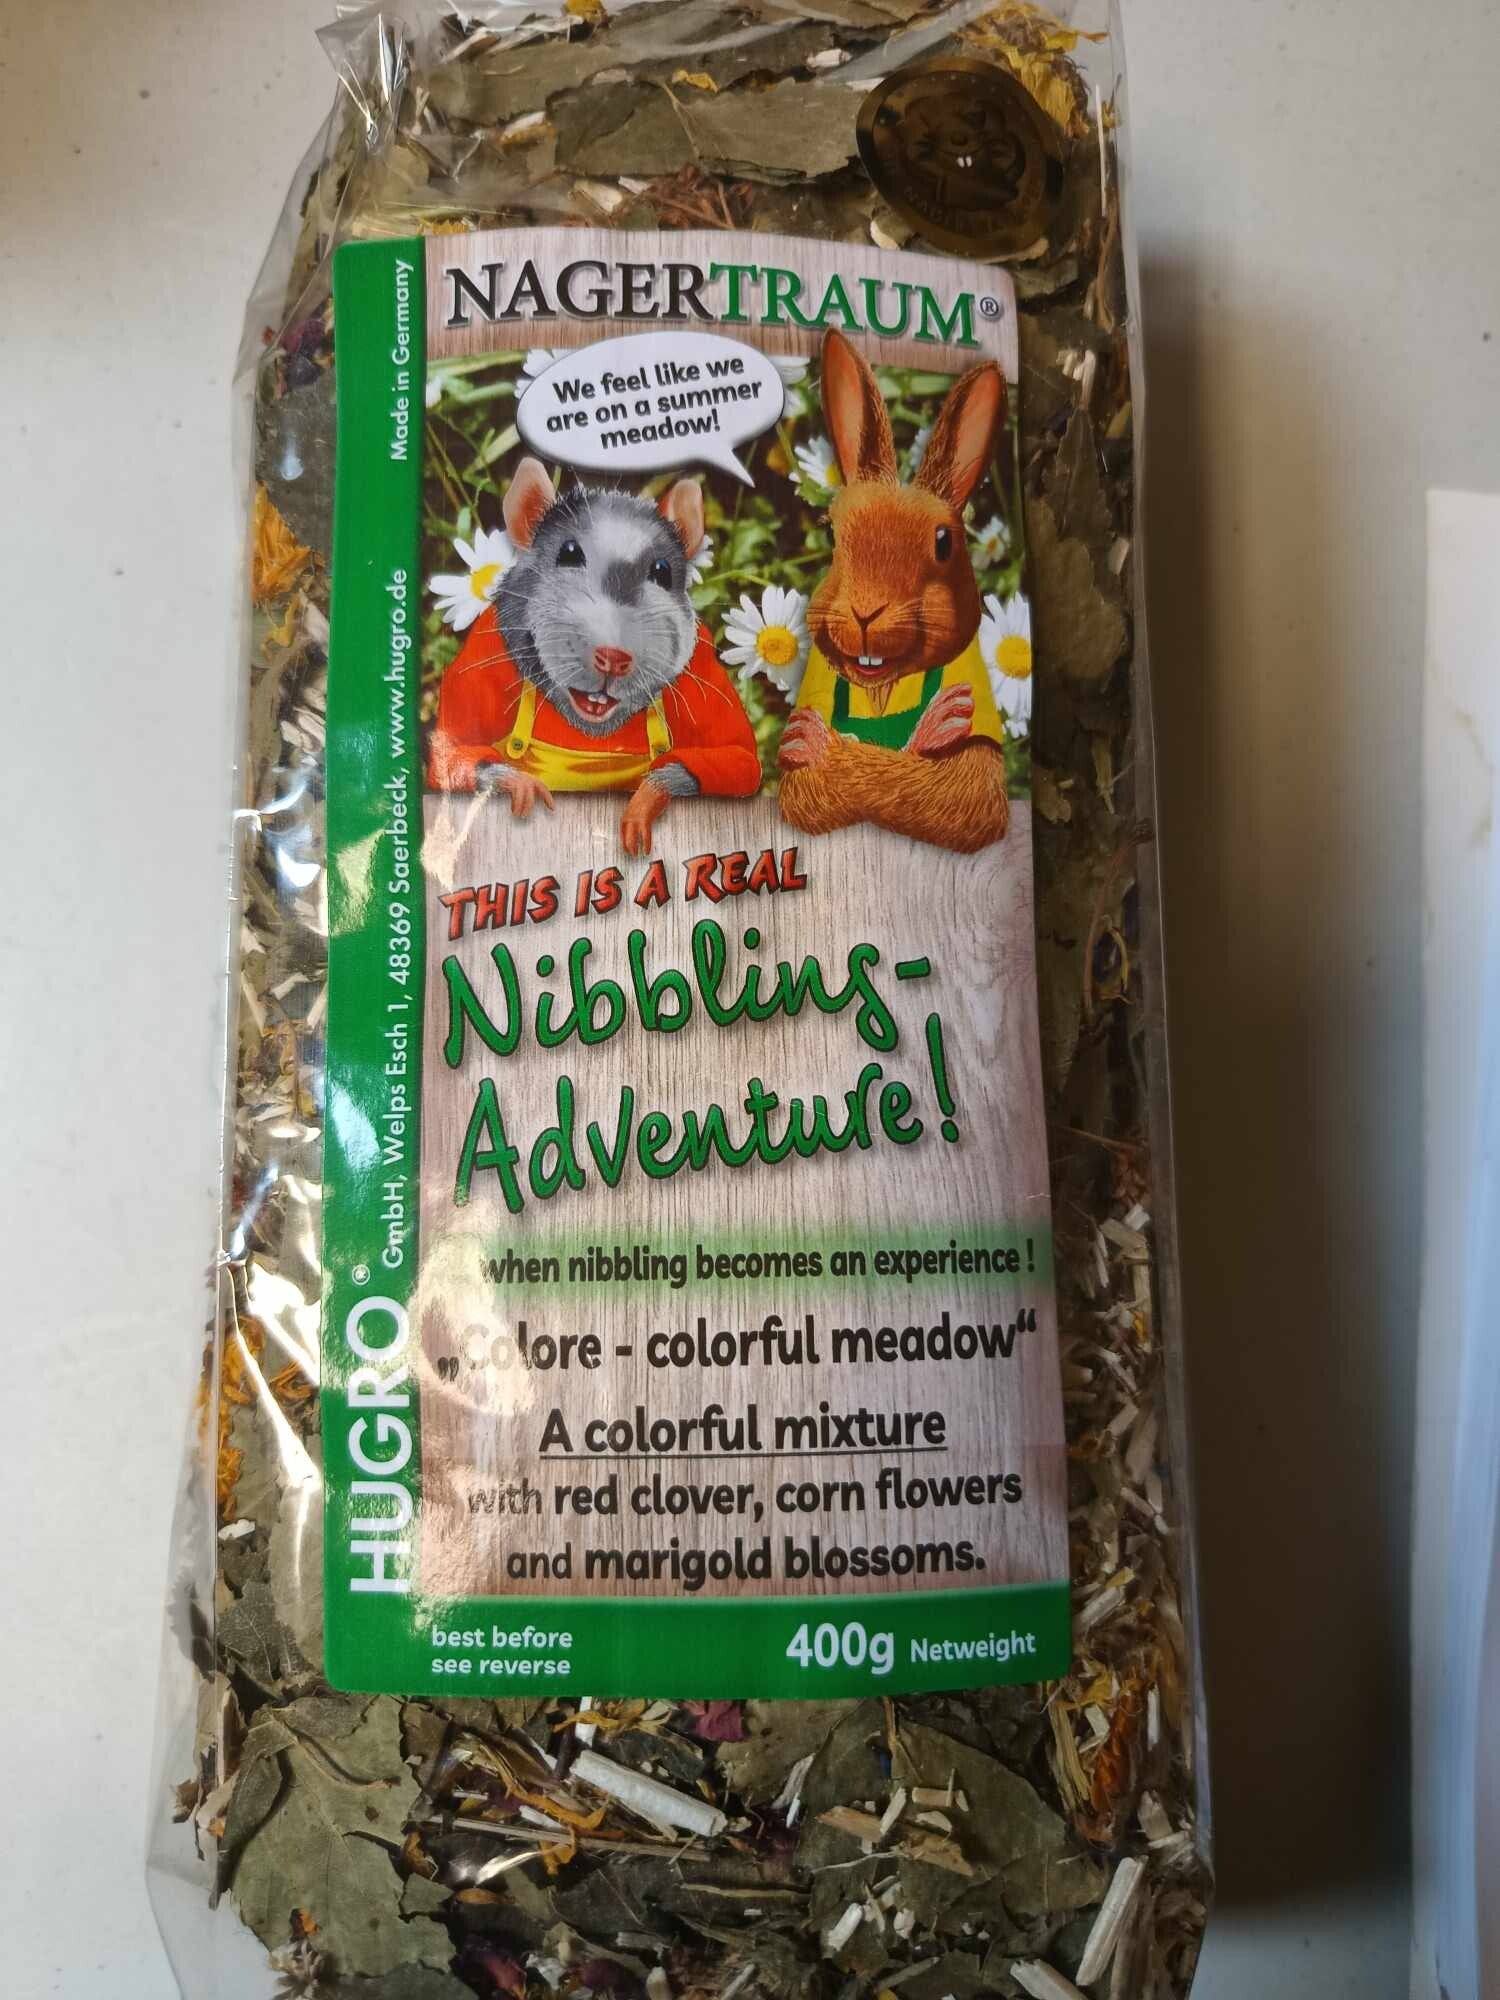 NAGERTRAUM®
We feel like we
are on a summer
meadow!
THIS IS A REAL
Nibbling-
Adventure!
when nibbling becomes an experience!
„Colore - colorful meadow“
A colorful mixture
with red clover, corn flowers
and marigold blossoms.
best before
see reverse
400g Netweight
HUGRO® GmbH, Welps Esch 1, 48369 Saerbeck, www.hugro.de Made in Germany